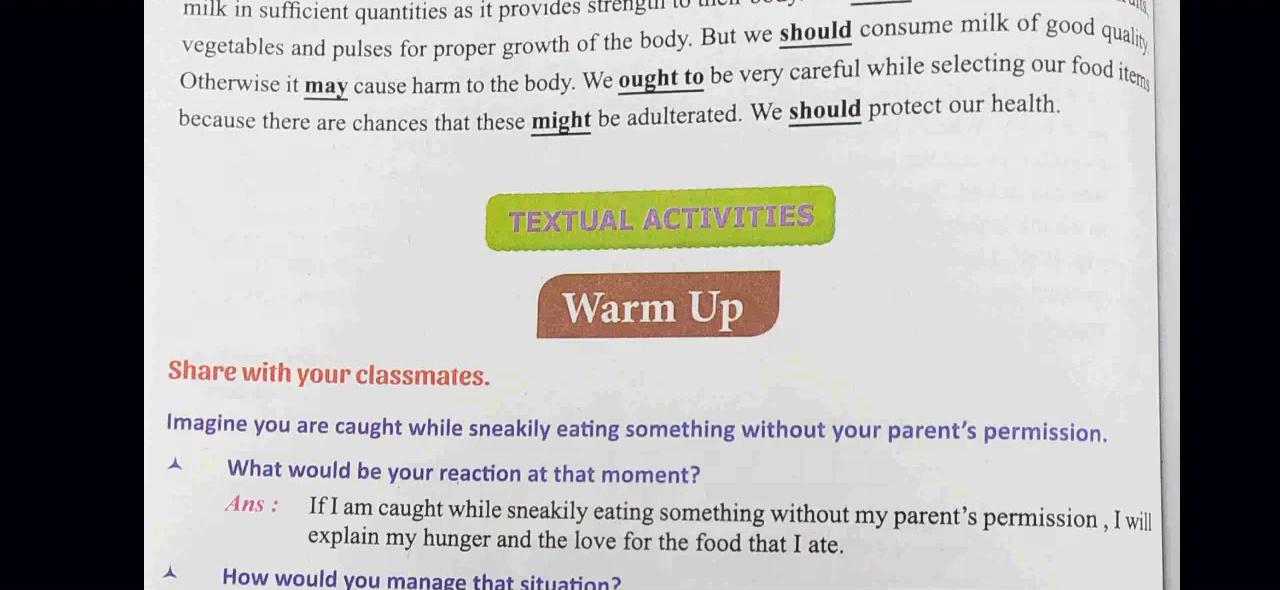 milk in sufficient quantities as it provides strength to their body.
vegetables and pulses for proper growth of the body. But we should consume milk of good quality.
Otherwise it may cause harm to the body. We ought to be very careful while selecting our food items
because there are chances that these might be adulterated. We should protect our health.
TEXTUAL ACTIVITIES
Warm Up
Share with your classmates.
Imagine you are caught while sneakily eating something without your parent's permission.
What would be your reaction at that moment?
Ans : If I am caught while sneakily eating something without my parent's permission , I will
explain my hunger and the love for the food that I ate.
How would you manage that situation?